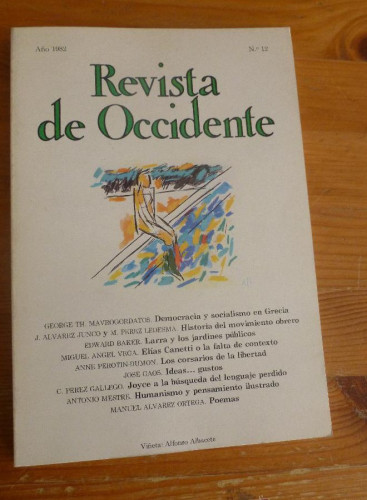 Año 1982
N.º 12
Revista
de Occidente
GEORGE TH. MAVROGORDATOS. Democracia y socialismo en Grecia
J. ALVAREZ JUNCO y M. PEREZ LEDESMA. Historia del movimiento obrero
EDWARD BAKER. Larra y los jardines públicos
MIGUEL ANGEL VEGA. Elías Canetti o la falta de contexto
ANNE PEROTIN-DUMON. Los corsarios de la libertad
JOSE GAOS. Ideas... gustos
C. PEREZ GALLEGO. Joyce a la búsqueda del lenguaje perdido
ANTONIO MESTRE. Humanismo y pensamiento ilustrado
MANUEL ALVAREZ ORTEGA. Poemas
Viñeta: Alfonso Albacete